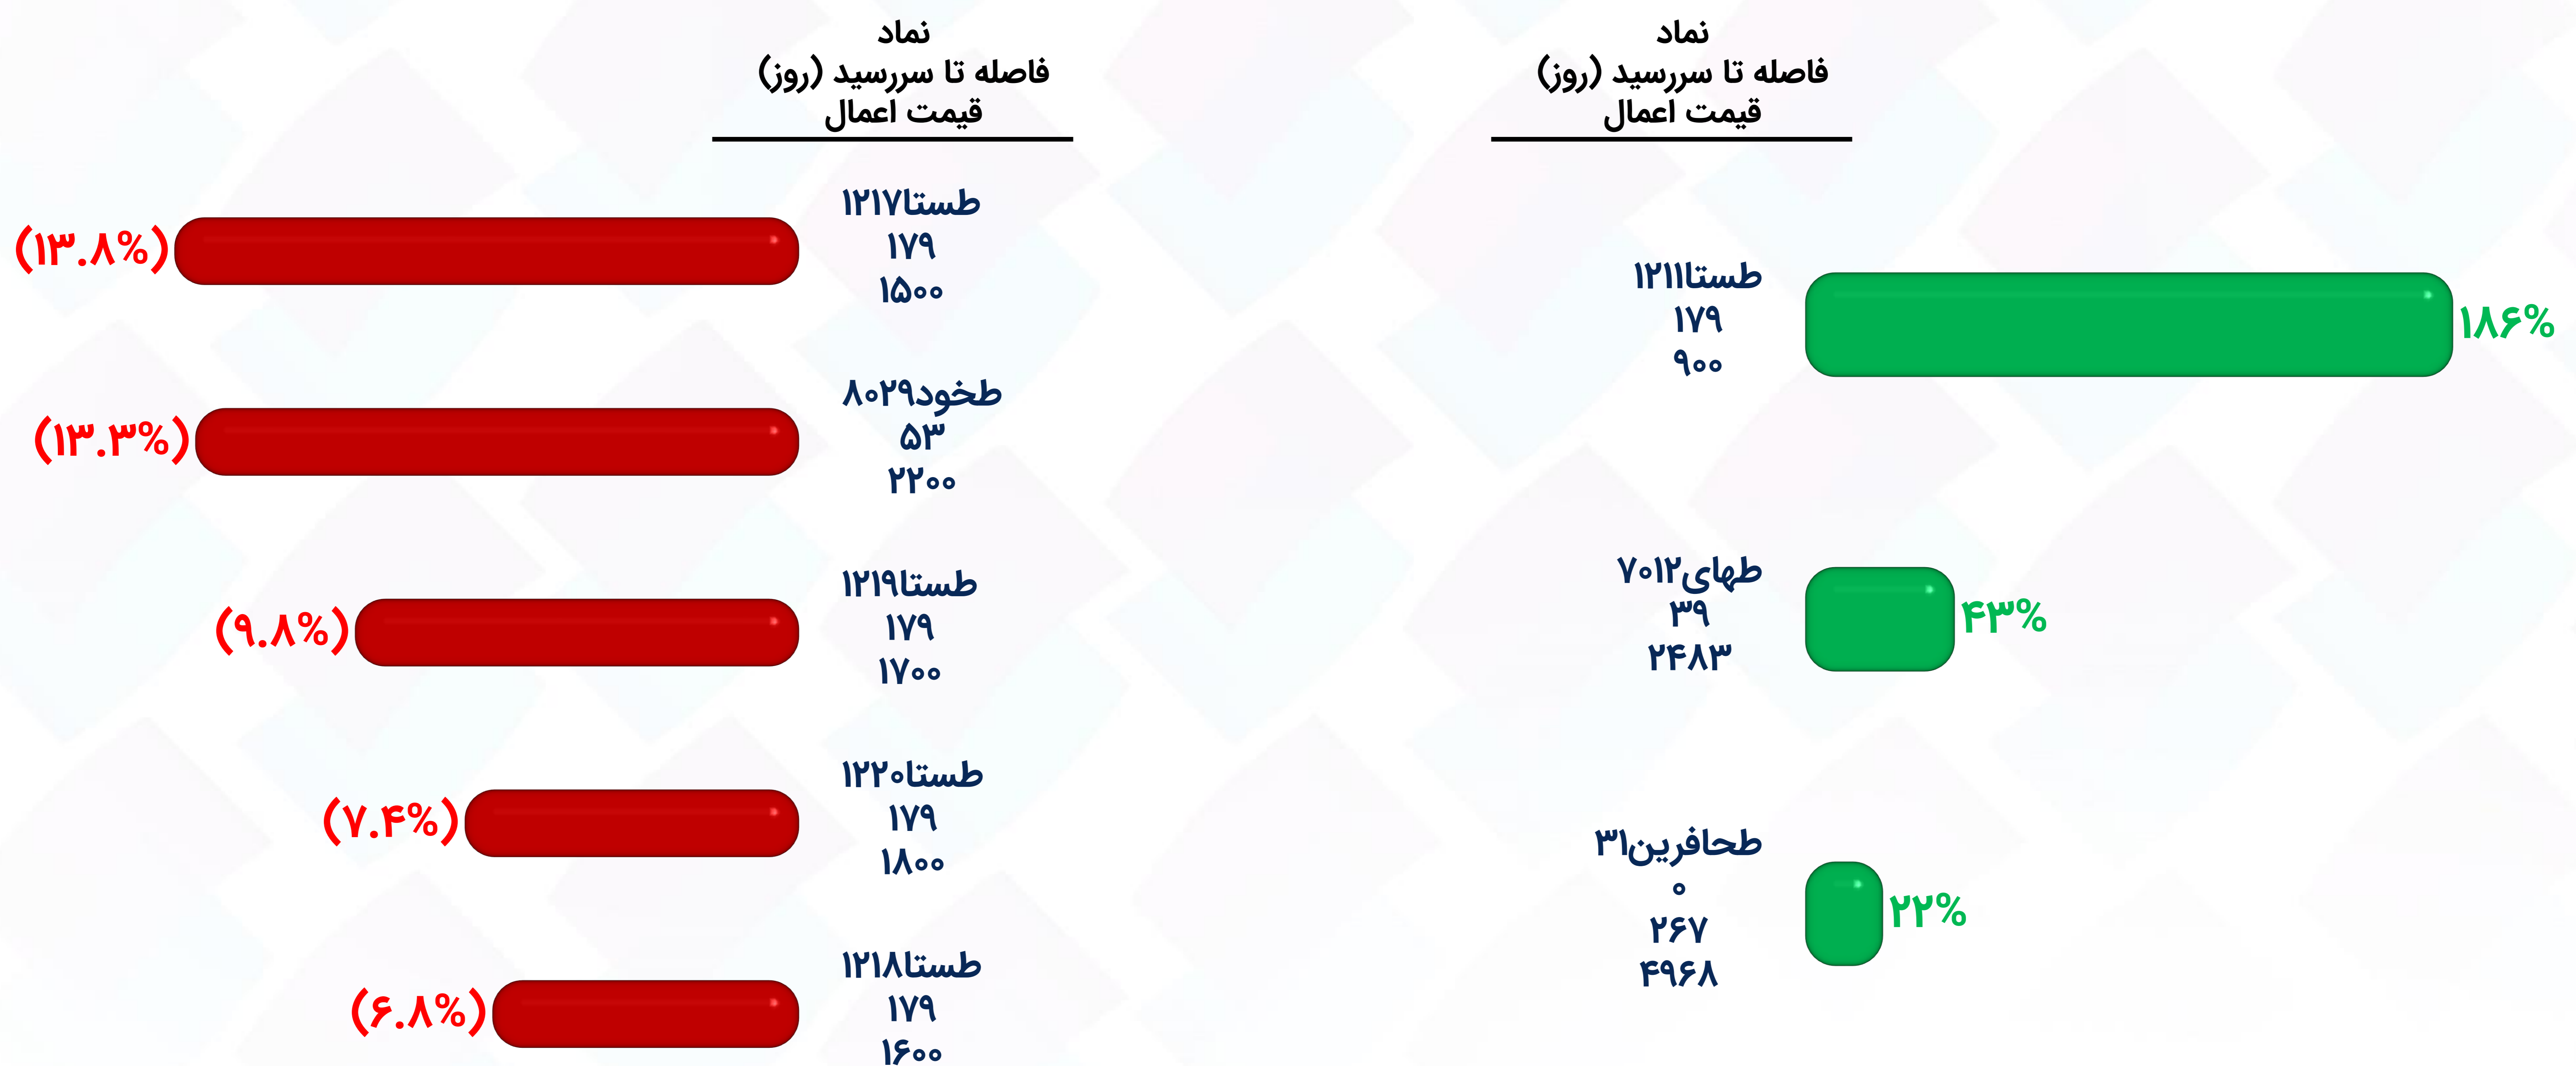 نماد
فاصله تا سررسید (روز)
قیمت اعمال
طستا۱۲۱۱
۱۷۹
۹۰۰
۱۸۶%
طهای۷۰۱۲
۳۹
۲۴۸۳
۴۳%
طحافرین۳۱
۰
۲۶۷
۴۹۶۸
۲۲%
نماد
فاصله تا سررسید (روز)
قیمت اعمال
طستا۱۲۱۷
۱۷۹
۱۵۰۰
(۱۳.۸%)
طخود۸۰۲۹
۵۳
۲۲۰۰
(۱۳.۳%)
طستا۱۲۱۹
۱۷۹
۱۷۰۰
(۹.۸%)
طستا۱۲۲۰
۱۷۹
۱۸۰۰
(۷.۴%)
طستا۱۲۱۸
۱۷۹
۱۶۰۰
(۶.۸%)